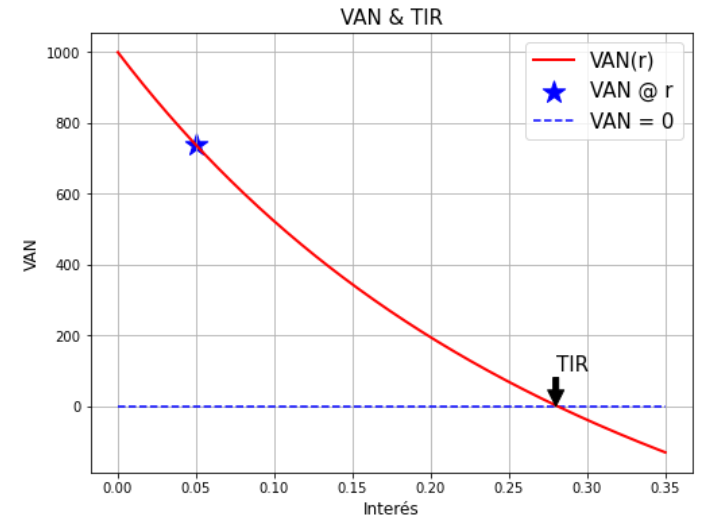 VAN & TIR
VAN(r)
VAN @ r
VAN = 0
1000
800
600
400
200
0
VAN
TIR
0.00 0.05 0.10 0.15 0.20 0.25 0.30 0.35
Interés